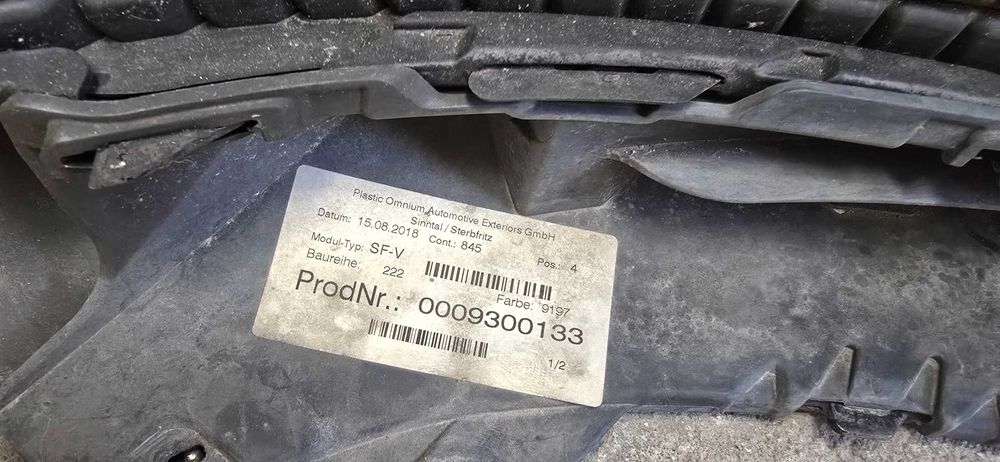 Plastic Omnium Automotive Exteriors GmbH
Sinntal / Sterbfritz
Datum: 15.08.2018 Cont.: 845
Modul-Typ: SF-V Pos.: 4
Baureihe: 222
Farbe: 9197
ProdNr.: 0009300133
1/2